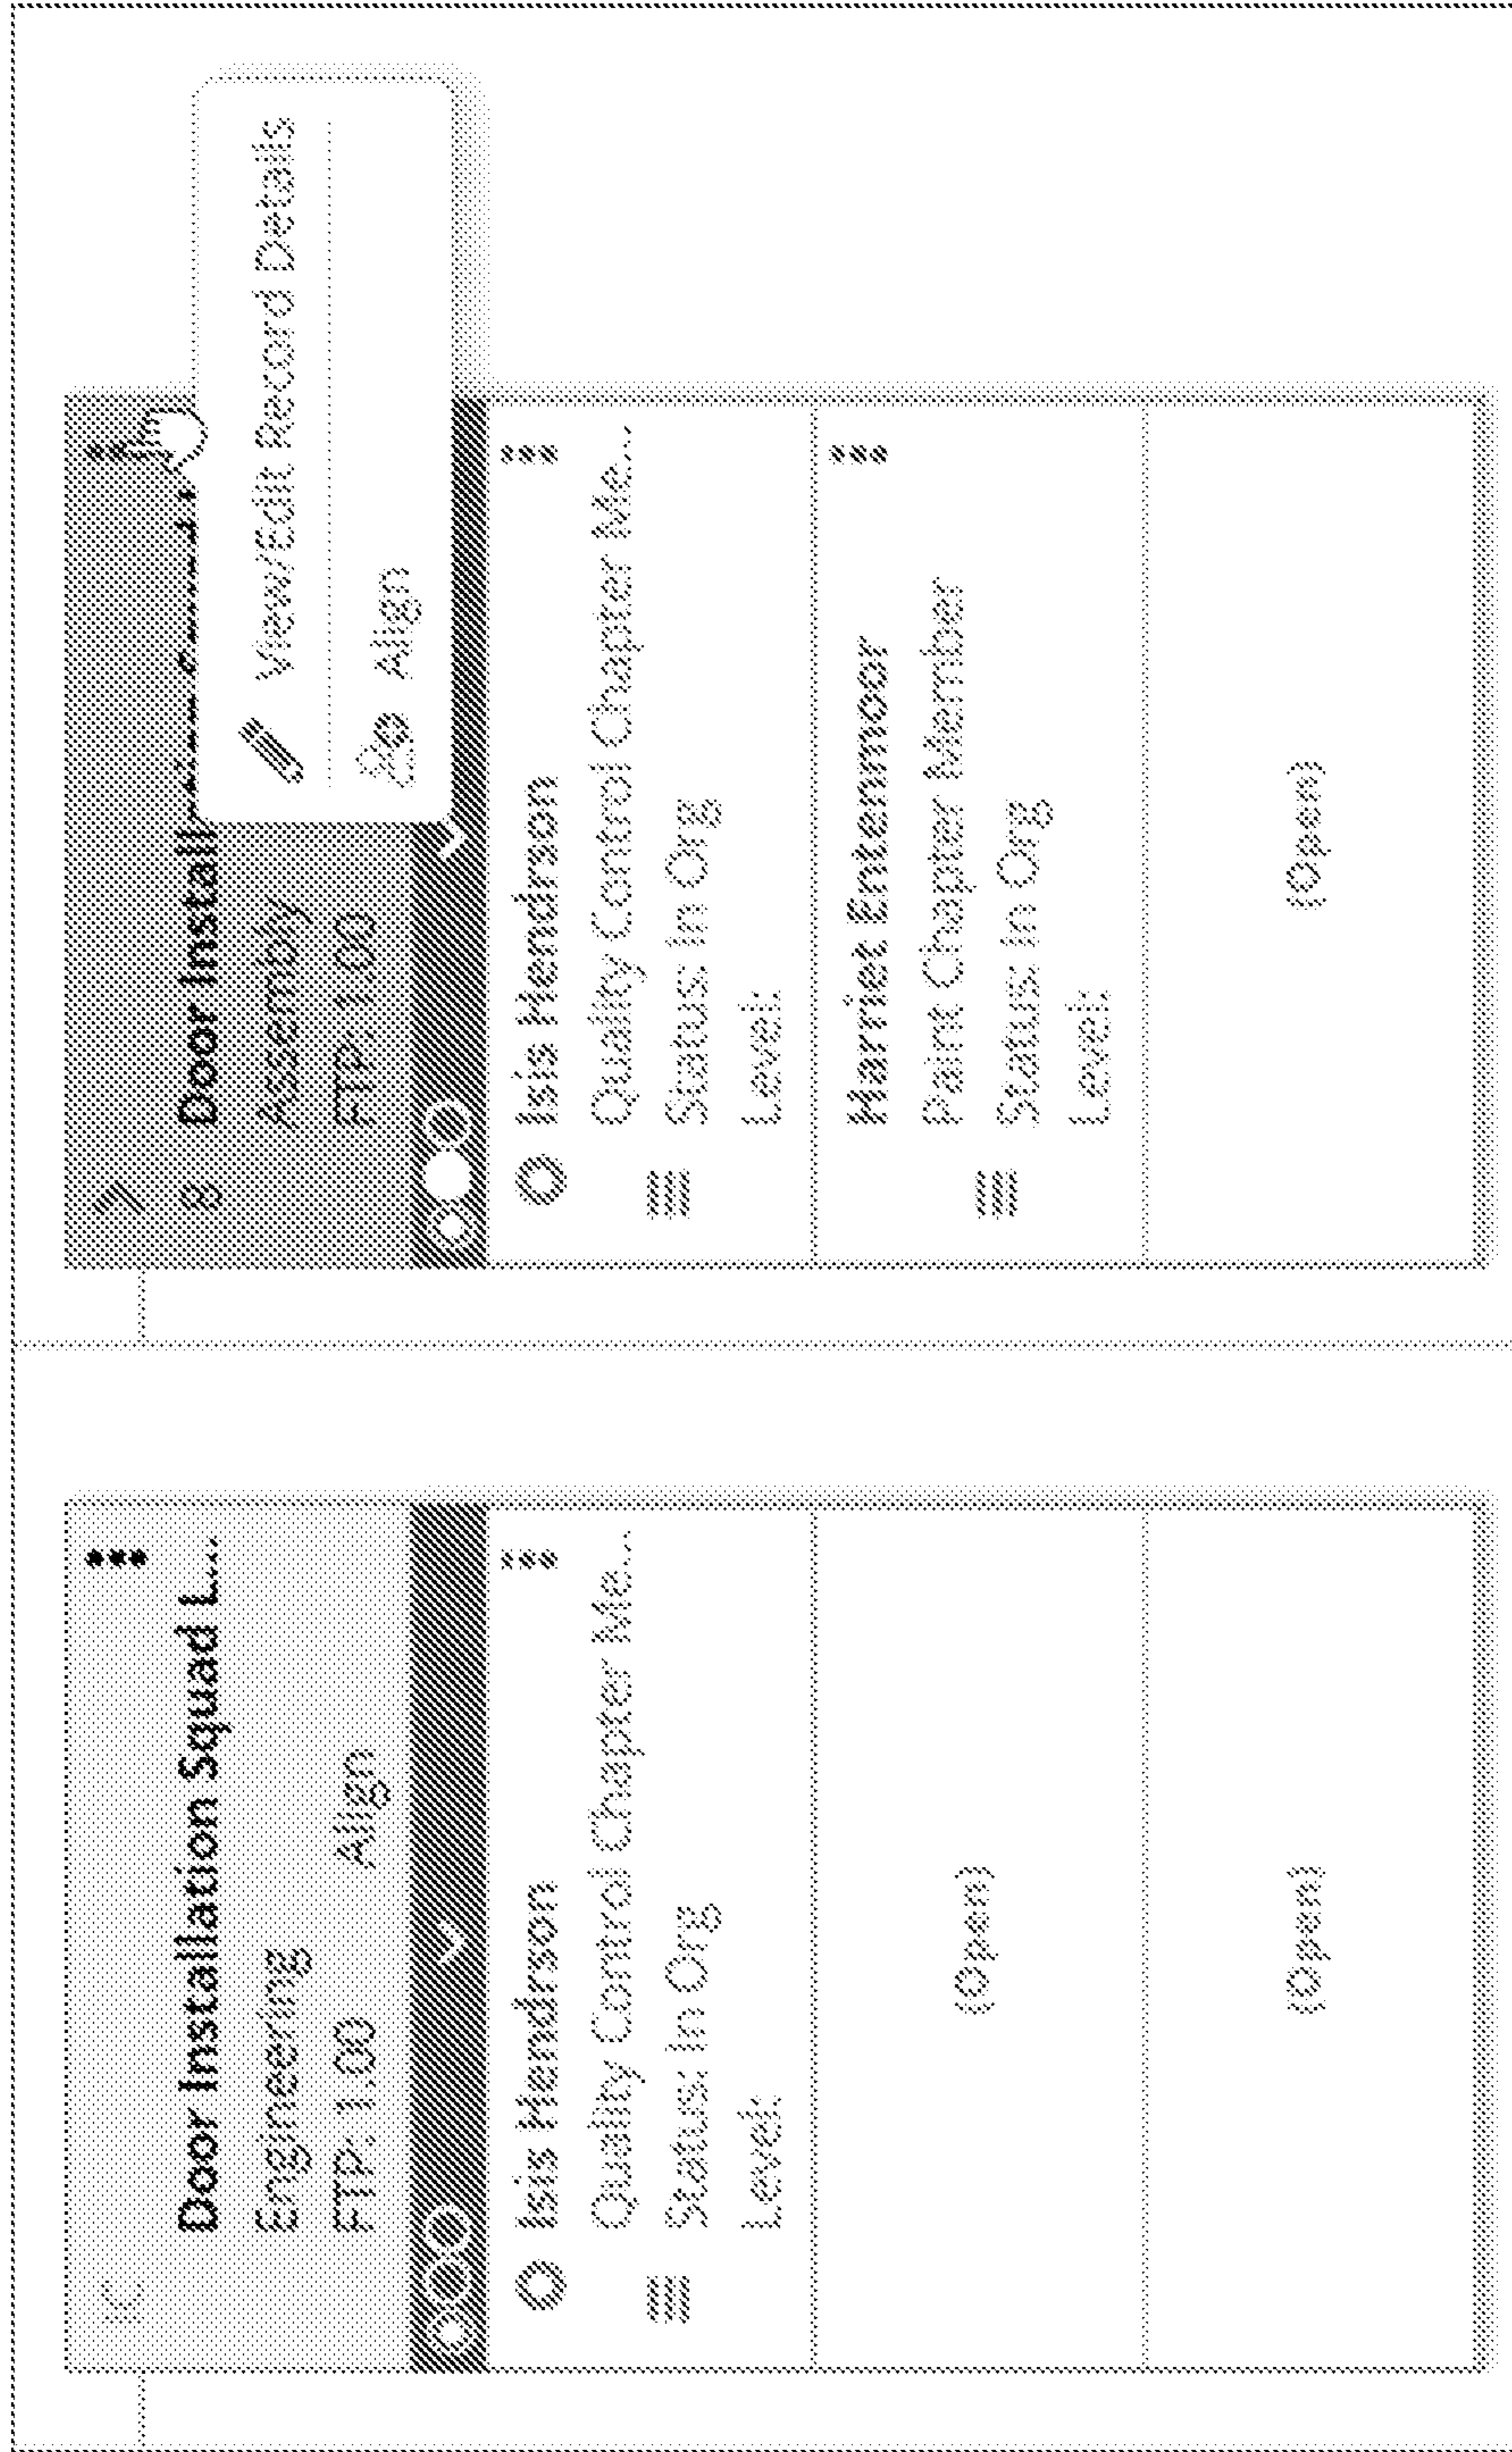 IC
Door Installation Squad L...
Engineering
FTP: 1.00 Align
Isis Hendrson
Quality Control Chapter Me...
Status: In Org
Level:
(Open)
(Open)
Door Install
Assembly
FTP: 1.00
View/Edit Record Details
Align
Isis Hendrson
Quality Control Chapter Me...
Status: In Org
Level:
Harriet Entenmoor
Paint Chapter Member
Status: In Org
Level:
(Open)